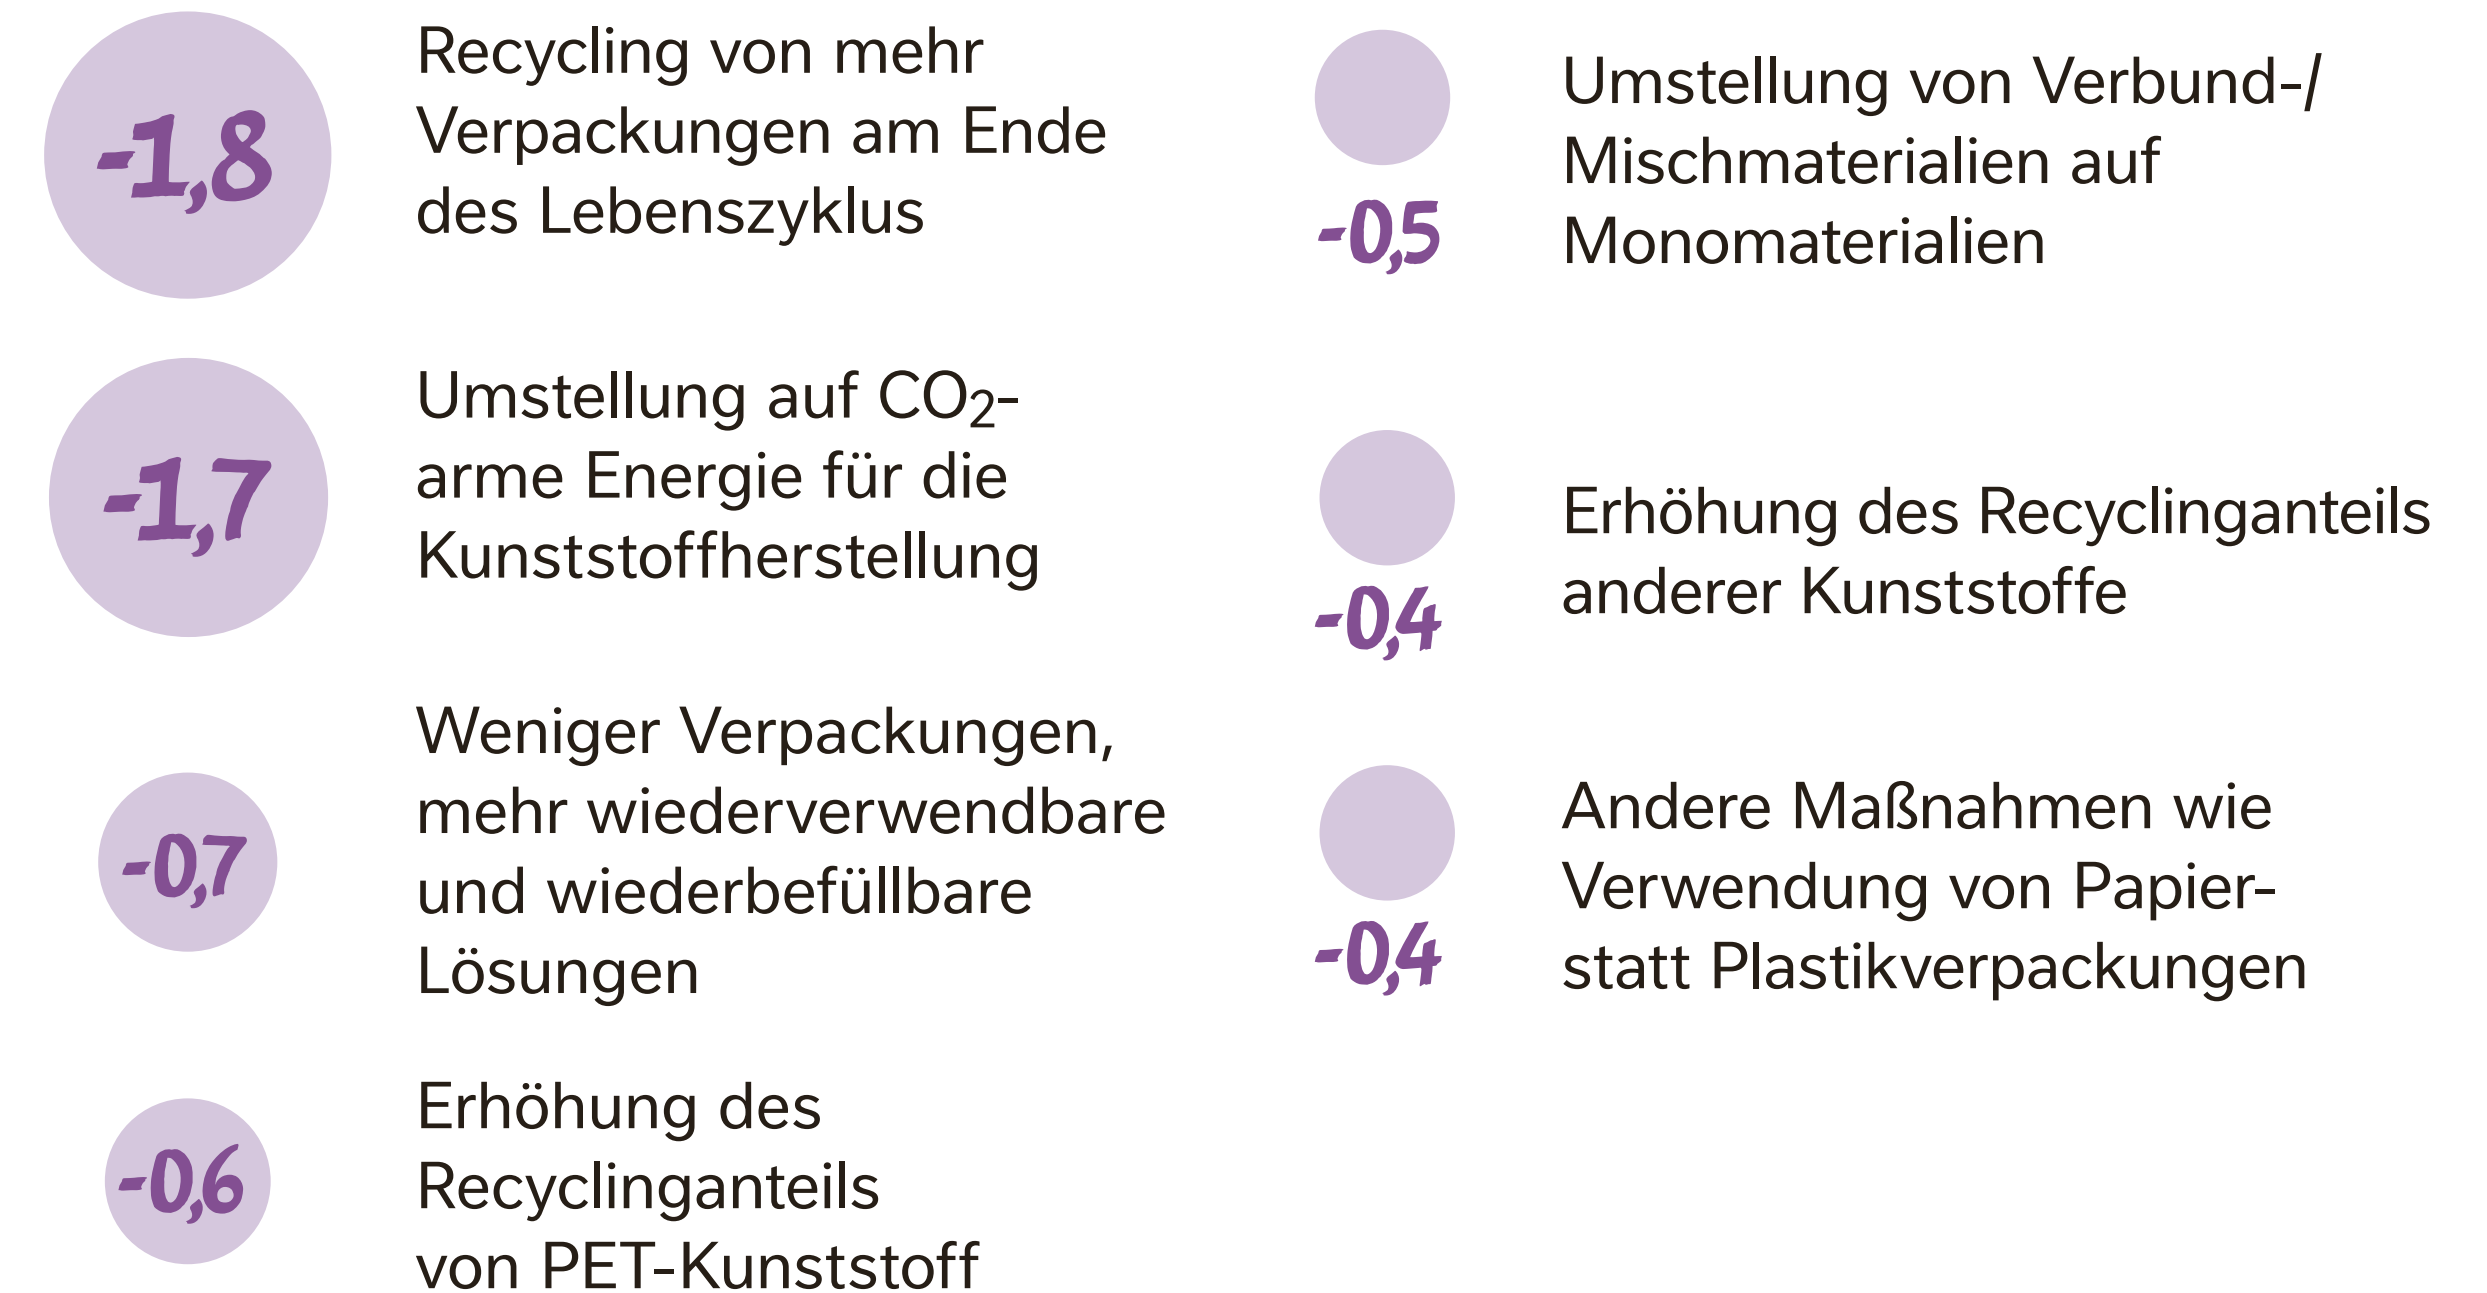 -1,8
Recycling von mehr
Verpackungen am Ende
des Lebenszyklus
-1,7
Umstellung auf CO₂-
arme Energie für die
Kunststoffherstellung
-0,7
Weniger Verpackungen,
mehr wiederverwendbare
und wiederbefüllbare
Lösungen
-0,6
Erhöhung des
Recyclinganteils
von PET-Kunststoff
-0,5
Umstellung von Verbund-/
Mischmaterialien auf
Monomaterialien
-0,4
Erhöhung des Recyclinganteils
anderer Kunststoffe
-0,4
Andere Maßnahmen wie
Verwendung von Papier-
statt Plastikverpackungen